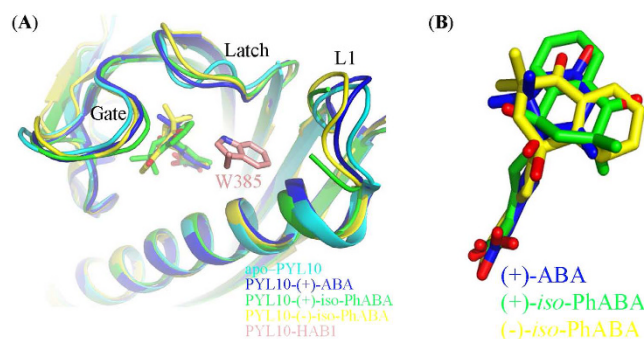 (A)
Latch
L1
Gate
W385
apo-PYL10
PYL10-(+)-ABA
PYL10-(+)-iso-PhABA
PYL10-(-)-iso-PhABA
PYL10-HAB1
(B)
(+)-ABA
(+)-iso-PhABA
(-)-iso-PhABA